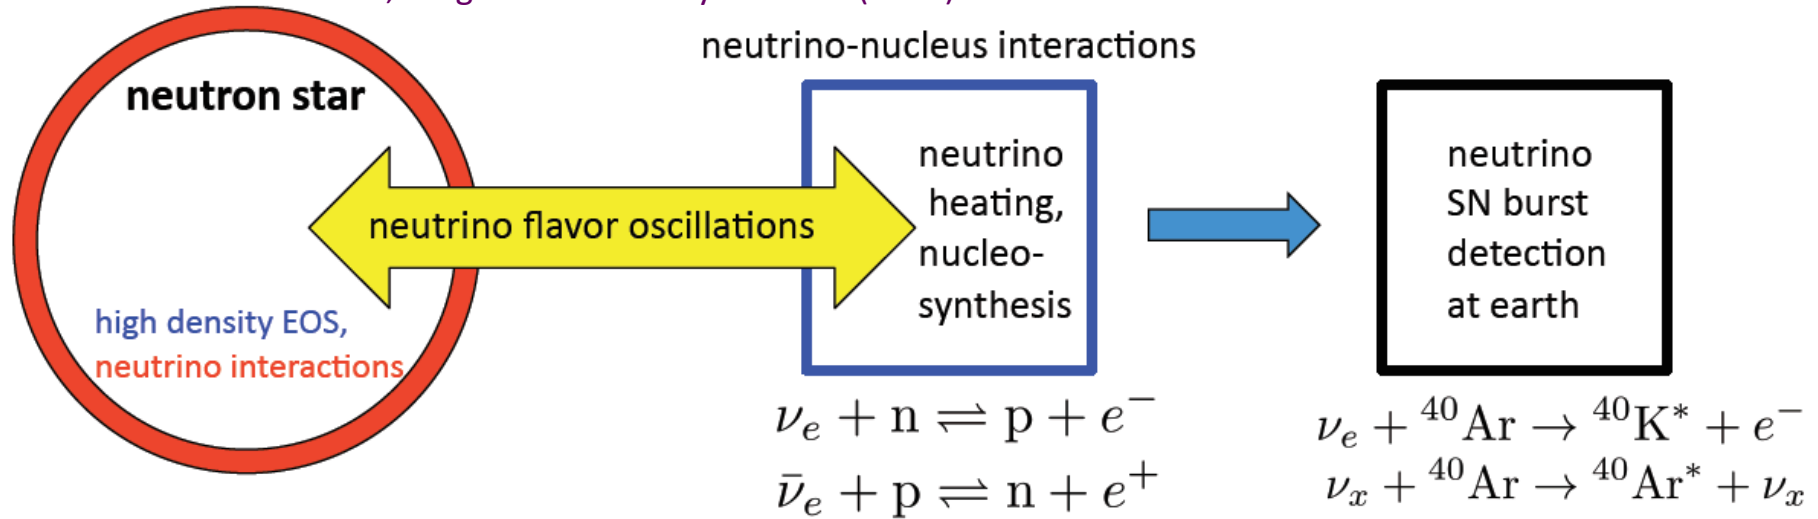 neutrino-nucleus interactions
neutron star
neutrino
heating,
nucleo-
synthesis
neutrino flavor oscillations
high density EOS,
neutrino interactions
neutrino
SN burst
detection
at earth
νₑ + n ⇌ p + e⁻
ν̄ₑ + p ⇌ n + e⁺
νₑ + ⁴⁰Ar → ⁴⁰K* + e⁻
νₓ + ⁴⁰Ar → ⁴⁰Ar* + νₓ